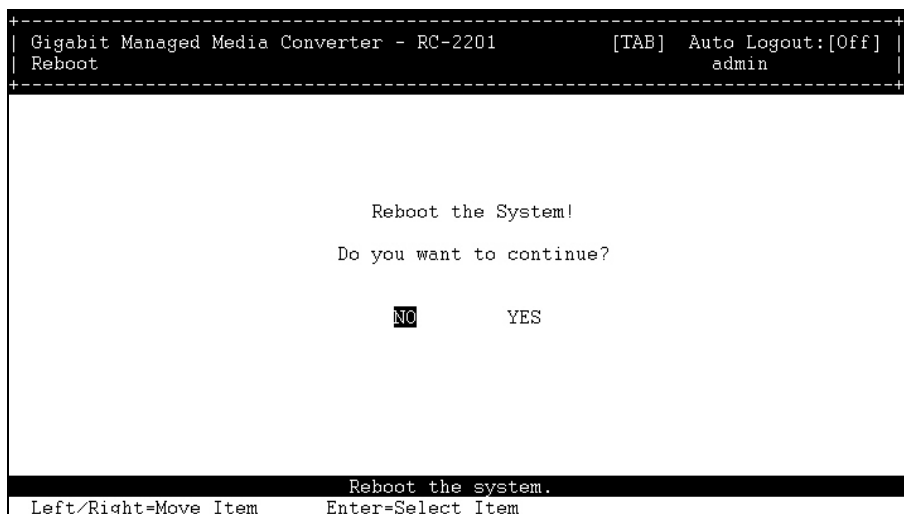 Gigabit Managed Media Converter - RC-2201 [TAB] Auto Logout:[Off]
Reboot admin
Reboot the System!
Do you want to continue?
NO YES
Reboot the system.
Left/Right=Move Item Enter=Select Item